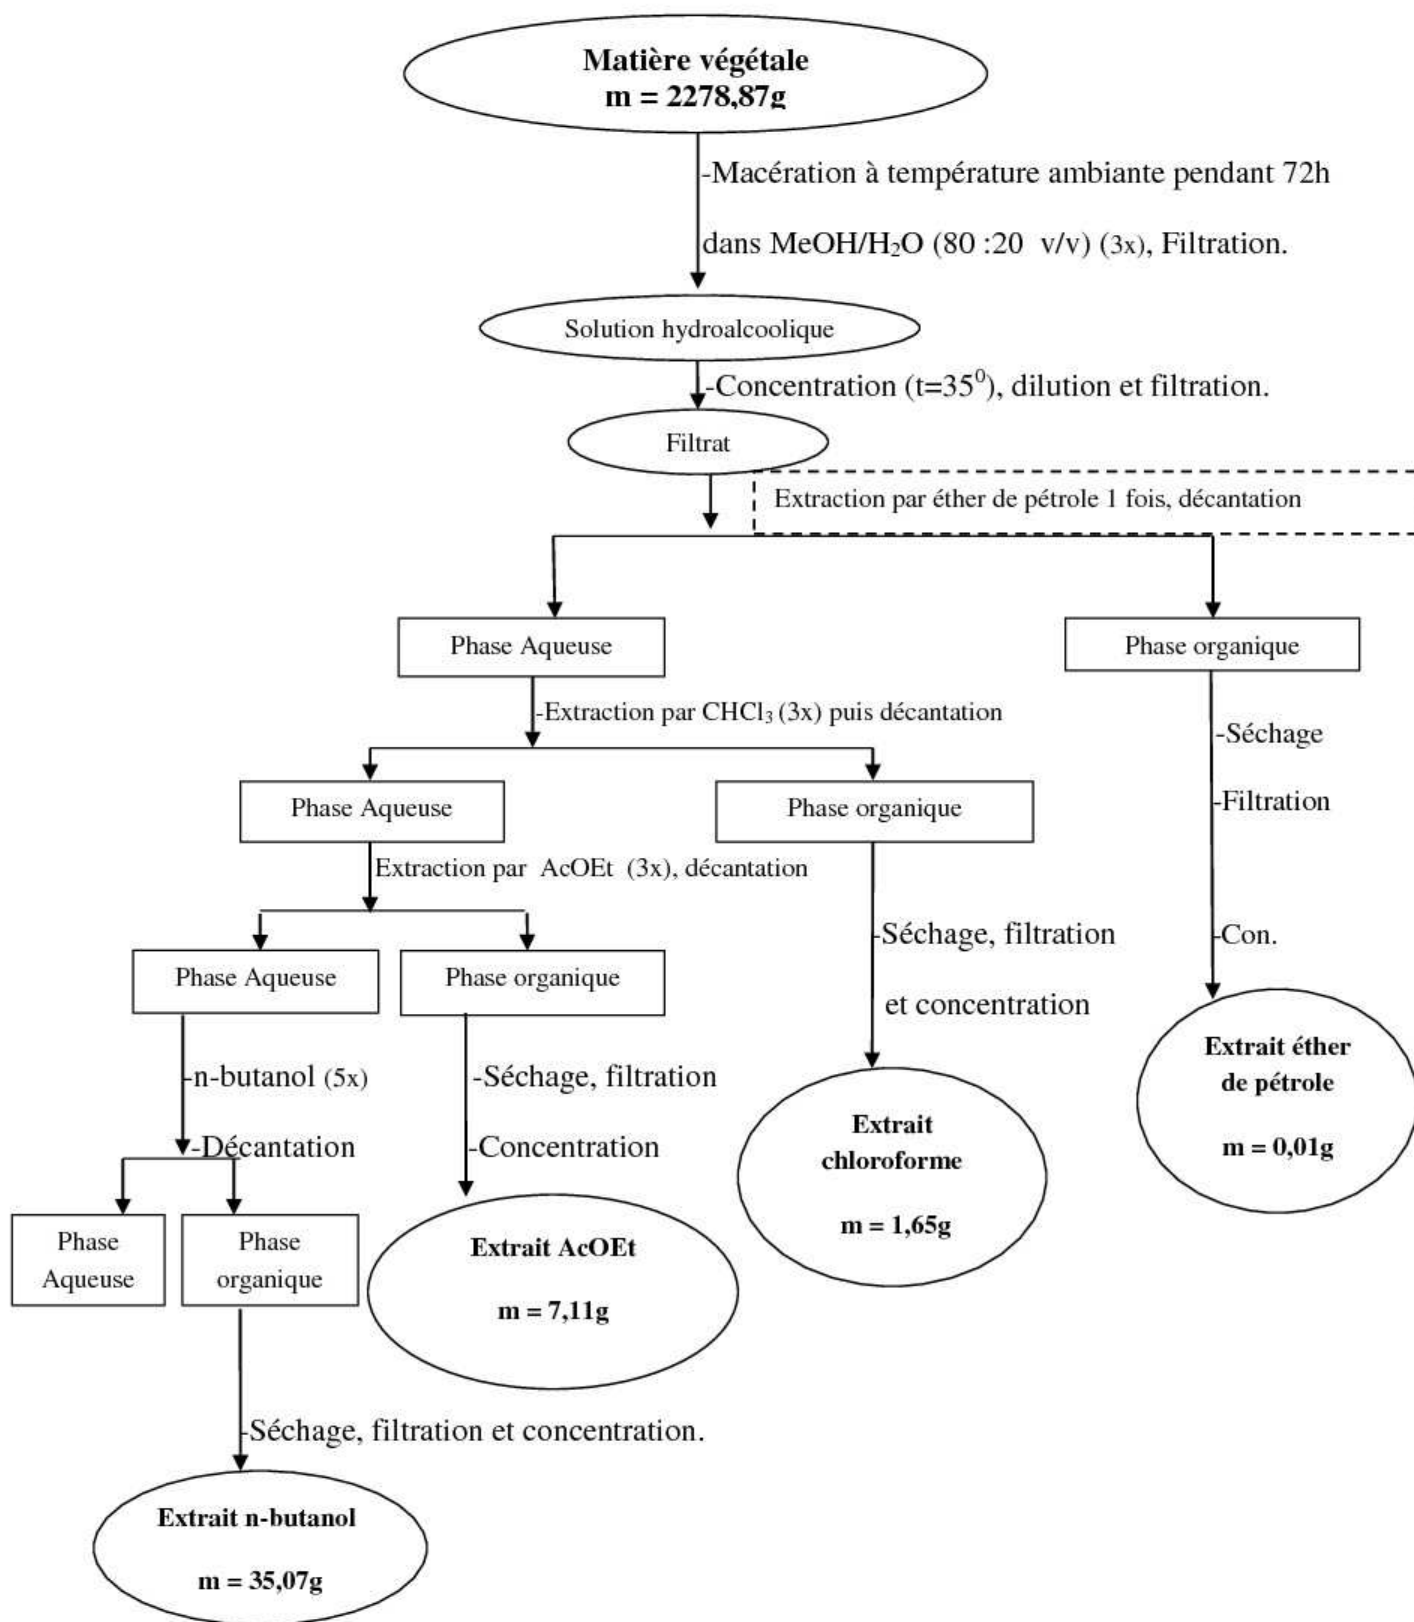 Matière végétale
m = 2278,87g
-Macération à température ambiante pendant 72h
dans MeOH/H₂O (80 :20 v/v) (3x), Filtration.
Solution hydroalcoolique
-Concentration (t=35⁰), dilution et filtration.
Filtrat
Extraction par éther de pétrole 1 fois, décantation
Phase Aqueuse
Phase organique
-Extraction par CHCl₃ (3x) puis décantation
-Séchage
-Filtration
-Con.
Phase Aqueuse
Phase organique
Extraction par AcOEt (3x), décantation
-Séchage, filtration
et concentration
Phase Aqueuse
Phase organique
Extrait éther
de pétrole
m = 0,01g
-n-butanol (5x)
-Décantation
-Séchage, filtration
-Concentration
Extrait
chloroforme
m = 1,65g
Phase
Aqueuse
Phase
organique
Extrait AcOEt
m = 7,11g
-Séchage, filtration et concentration.
Extrait n-butanol
m = 35,07g